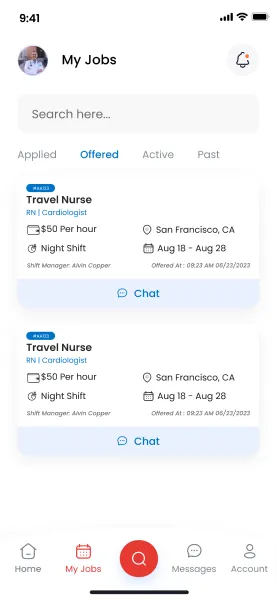 9:41
My Jobs
Search here...
Applied Offered Active Past
Travel Nurse
RN | Cardiologist
$50 Per hour San Francisco, CA
Night Shift Aug 18 - Aug 28
Shift Manager: Alvin Copper Offered At : 09:23 AM 06/23/2023
Chat
Travel Nurse
RN | Cardiologist
$50 Per hour San Francisco, CA
Night Shift Aug 18 - Aug 28
Shift Manager: Alvin Copper Offered At : 09:23 AM 06/23/2023
Chat
Home My Jobs Messages Account